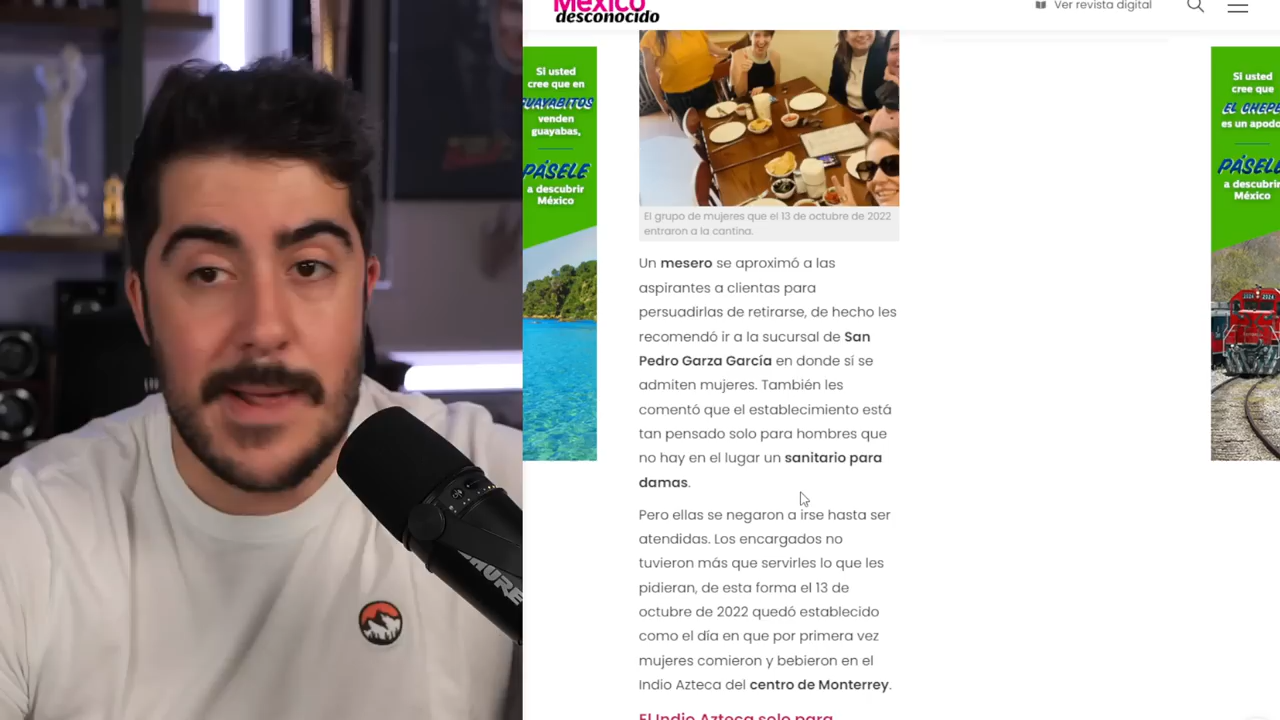 México
desconocido
Ver revista digital
Si usted
cree que en
GUAYABITOS
venden
guayabas,
PÁSELE
a descubrir
México
El grupo de mujeres que el 13 de octubre de 2022
entraron a la cantina.
Un mesero se aproximó a las
aspirantes a clientas para
persuadirlas de retirarse, de hecho les
recomendó ir a la sucursal de San
Pedro Garza García en donde sí se
admiten mujeres. También les
comentó que el establecimiento está
tan pensado solo para hombres que
no hay en el lugar un sanitario para
damas.
Pero ellas se negaron a irse hasta ser
atendidas. Los encargados no
tuvieron más que servirles lo que les
pidieran, de esta forma el 13 de
octubre de 2022 quedó establecido
como el día en que por primera vez
mujeres comieron y bebieron en el
Indio Azteca del centro de Monterrey.
El Indio Azteca solo para
Si usted
cree que
EL CHEPE
es un apodo
PÁSELE
a descubrir
México
SHURE